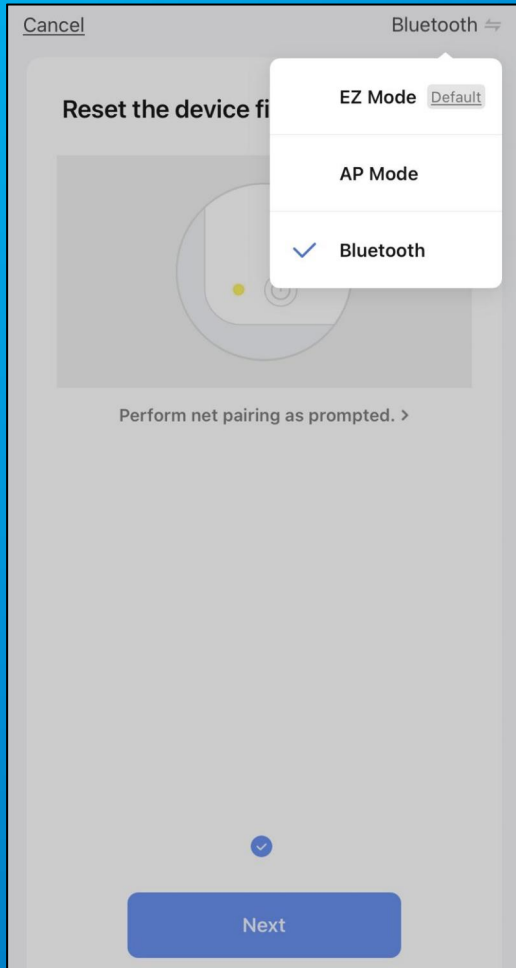 Cancel
Bluetooth
Reset the device fi
EZ Mode Default
AP Mode
Bluetooth
Perform net pairing as prompted. >
Next